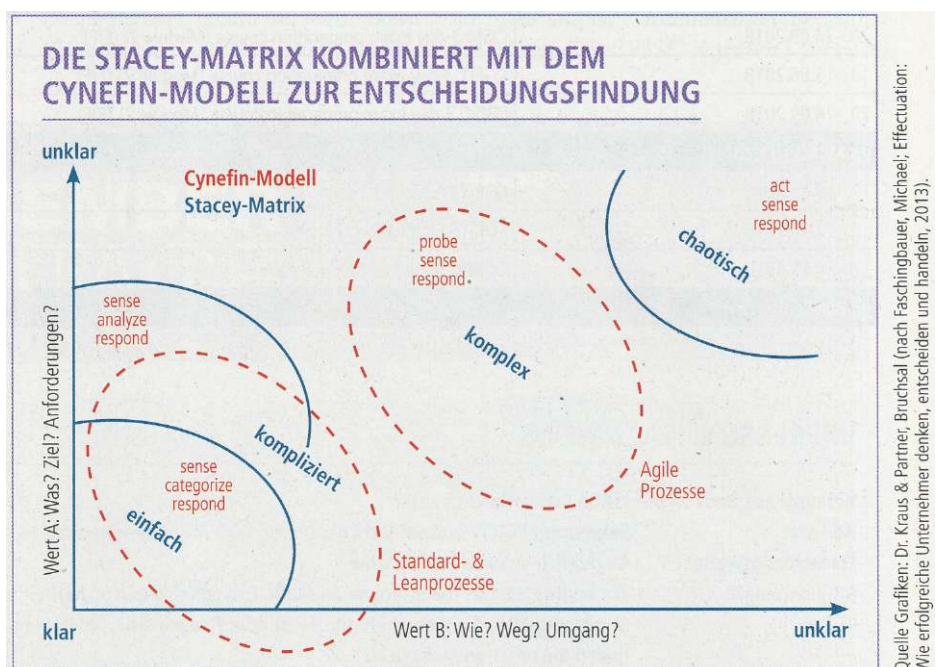 DIE STACEY-MATRIX KOMBINIERT MIT DEM
CYNEFIN-MODELL ZUR ENTSCHEIDUNGSFINDUNG
unklar
Cynefin-Modell
Stacey-Matrix
act
sense
respond
chaotisch
probe
sense
respond
komplex
sense
analyze
respond
kompliziert
sense
categorize
respond
einfach
Agile
Prozesse
Standard- &
Leanprozesse
Wert A: Was? Ziel? Anforderungen?
klar
Wert B: Wie? Weg? Umgang?
unklar
Quelle Grafiken: Dr. Kraus & Partner, Bruchsal (nach Faschingbauer, Michael; Effectuation:
Wie erfolgreiche Unternehmer denken, entscheiden und handeln, 2013).